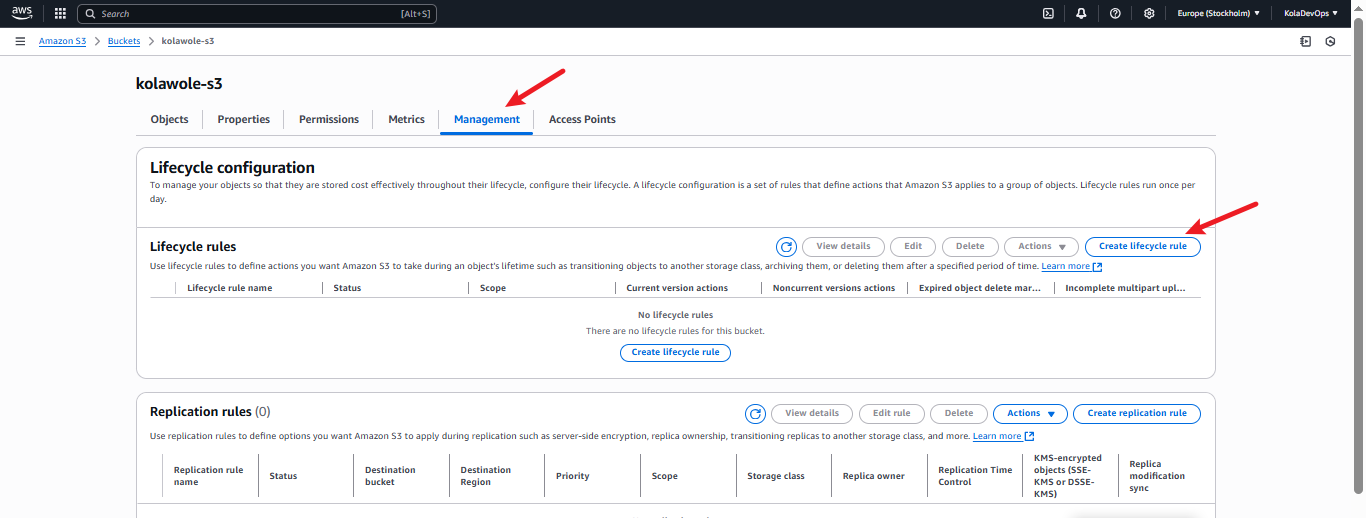 aws
Search
[Alt+S]
Europe (Stockholm)
KolaDevOps
Amazon S3
Buckets
kolawole-s3
kolawole-s3
Objects
Properties
Permissions
Metrics
Management
Access Points
Lifecycle configuration
To manage your objects so that they are stored cost effectively throughout their lifecycle, configure their lifecycle. A lifecycle configuration is a set of rules that define actions that Amazon S3 applies to a group of objects. Lifecycle rules run once per
day.
Lifecycle rules
View details
Edit
Delete
Actions
Create lifecycle rule
Use lifecycle rules to define actions you want Amazon S3 to take during an object's lifetime such as transitioning objects to another storage class, archiving them, or deleting them after a specified period of time. Learn more
Lifecycle rule name
Status
Scope
Current version actions
Noncurrent versions actions
Expired object delete mar...
Incomplete multipart upl...
No lifecycle rules
There are no lifecycle rules for this bucket.
Create lifecycle rule
Replication rules (0)
View details
Edit rule
Delete
Actions
Create replication rule
Use replication rules to define options you want Amazon S3 to apply during replication such as server-side encryption, replica ownership, transitioning replicas to another storage class, and more. Learn more
Replication rule
name
Status
Destination
bucket
Destination
Region
Priority
Scope
Storage class
Replica owner
Replication Time
Control
KMS-encrypted
objects (SSE-
KMS or DSSE-
KMS)
Replica
modification
sync